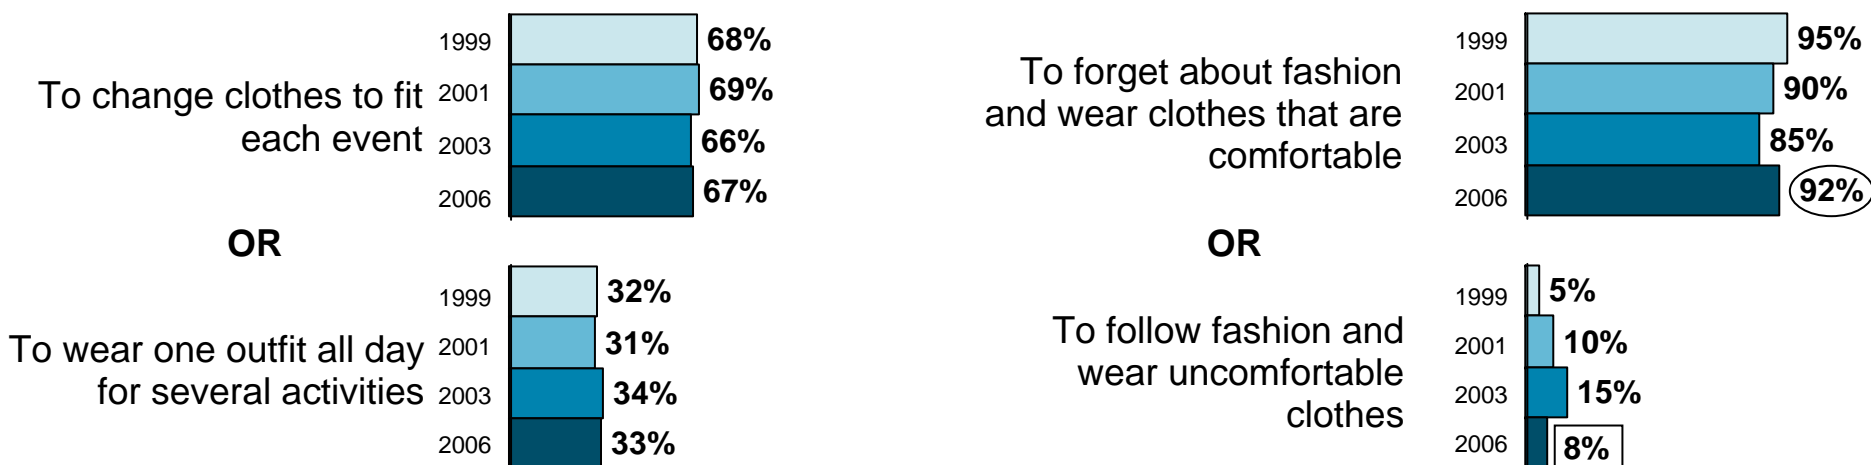 1999 68%
To change clothes to fit 2001 69%
each event 2003 66%
2006 67%
OR
1999 32%
To wear one outfit all day 2001 31%
for several activities 2003 34%
2006 33%
1999 95%
To forget about fashion
2001 90%
and wear clothes that are
2003 85%
comfortable
2006 92%
OR
1999 5%
To follow fashion and
2001 10%
wear uncomfortable
2003 15%
clothes
2006 8%